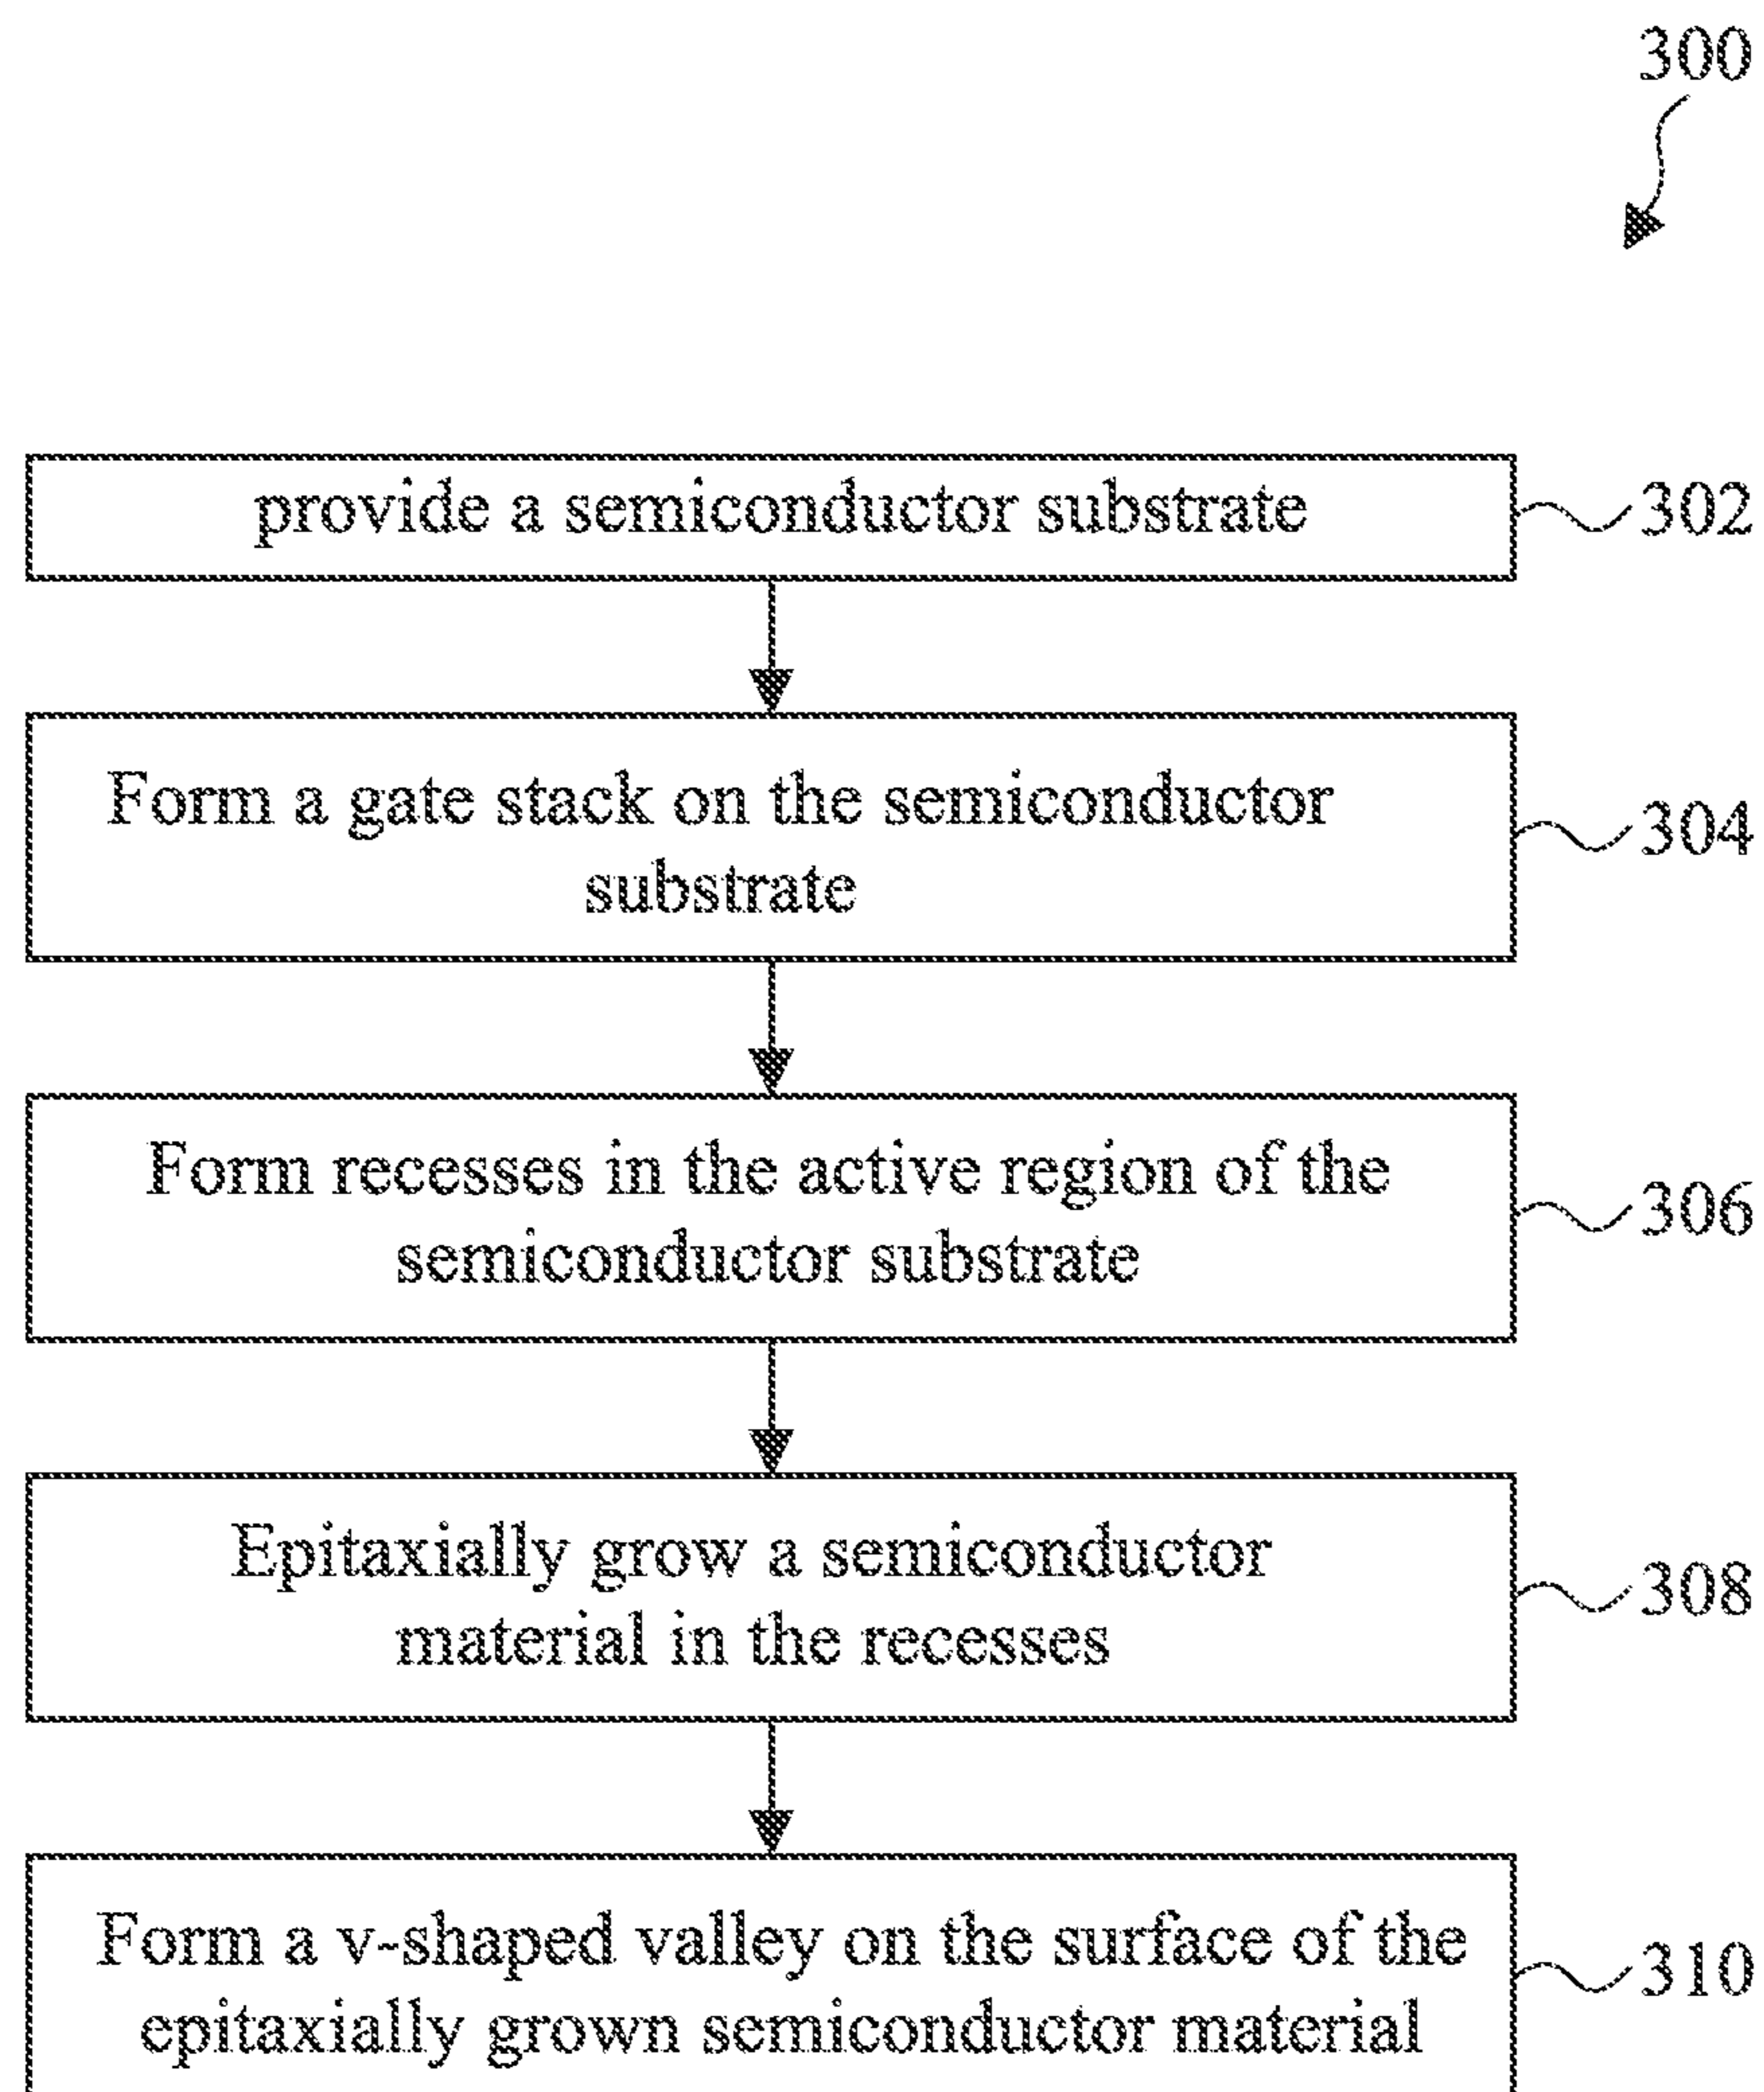 300
provide a semiconductor substrate
302
Form a gate stack on the semiconductor
substrate
304
Form recesses in the active region of the
semiconductor substrate
306
Epitaxially grow a semiconductor
material in the recesses
308
Form a v-shaped valley on the surface of the
epitaxially grown semiconductor material
310